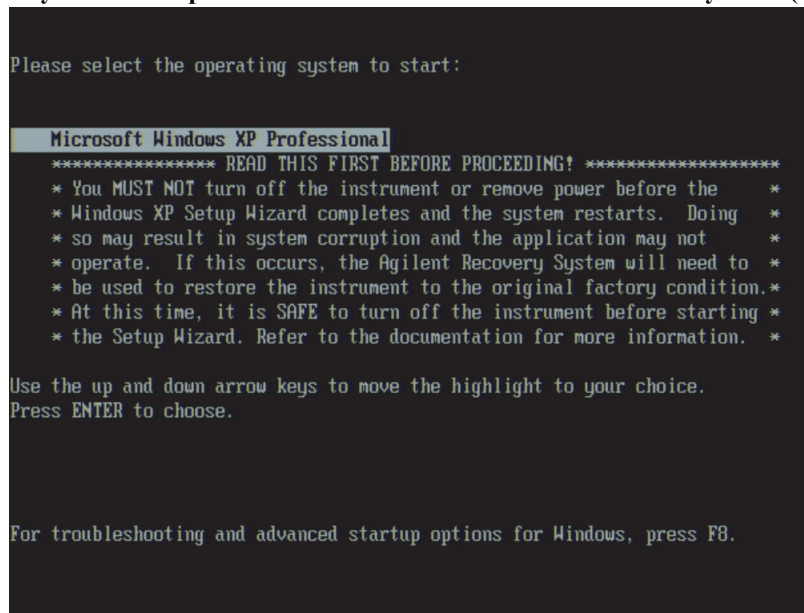 Please select the operating system to start:
Microsoft Windows XP Professional
**************** READ THIS FIRST BEFORE PROCEEDING! *******************
* You MUST NOT turn off the instrument or remove power before the *
* Windows XP Setup Wizard completes and the system restarts. Doing *
* so may result in system corruption and the application may not *
* operate. If this occurs, the Agilent Recovery System will need to *
* be used to restore the instrument to the original factory condition.*
* At this time, it is SAFE to turn off the instrument before starting *
* the Setup Wizard. Refer to the documentation for more information. *
Use the up and down arrow keys to move the highlight to your choice.
Press ENTER to choose.
For troubleshooting and advanced startup options for Windows, press F8.